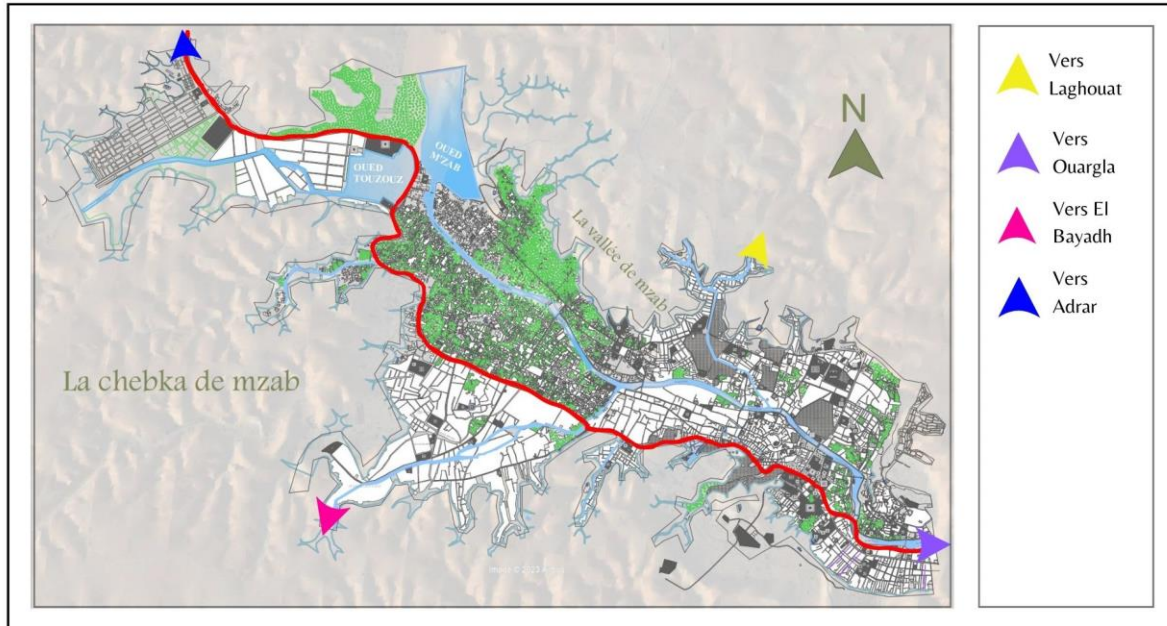 OUED
TOUZOUZ
OUED
M'ZAB
N
La vallée de mzab
La chebka de mzab
Vers
Laghouat
Vers
Ouargla
Vers El
Bayadh
Vers
Adrar